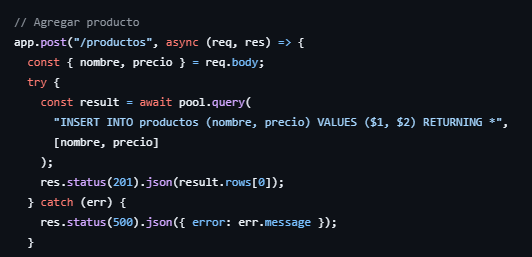 // Agregar producto
app.post("/productos", async (req, res) => {
  const { nombre, precio } = req.body;
  try {
    const result = await pool.query(
      "INSERT INTO productos (nombre, precio) VALUES ($1, $2) RETURNING *",
      [nombre, precio]
    );
    res.status(201).json(result.rows[0]);
  } catch (err) {
    res.status(500).json({ error: err.message });
  }